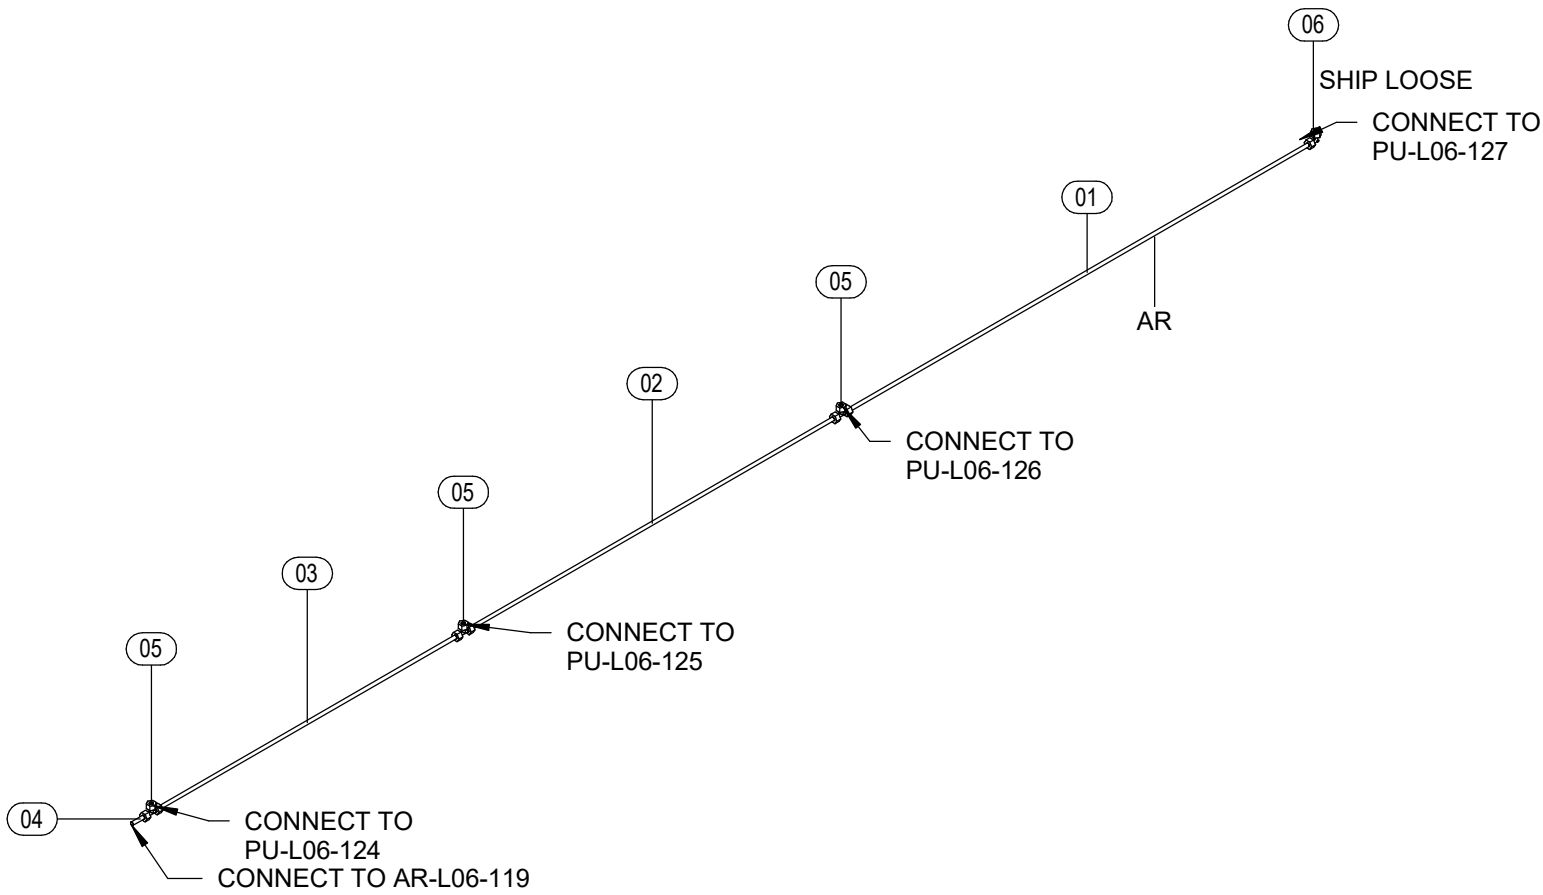 06
SHIP LOOSE
CONNECT TO
PU-L06-127
01
05
AR
02
CONNECT TO
PU-L06-126
05
03
CONNECT TO
PU-L06-125
05
04
CONNECT TO
PU-L06-124
CONNECT TO AR-L06-119